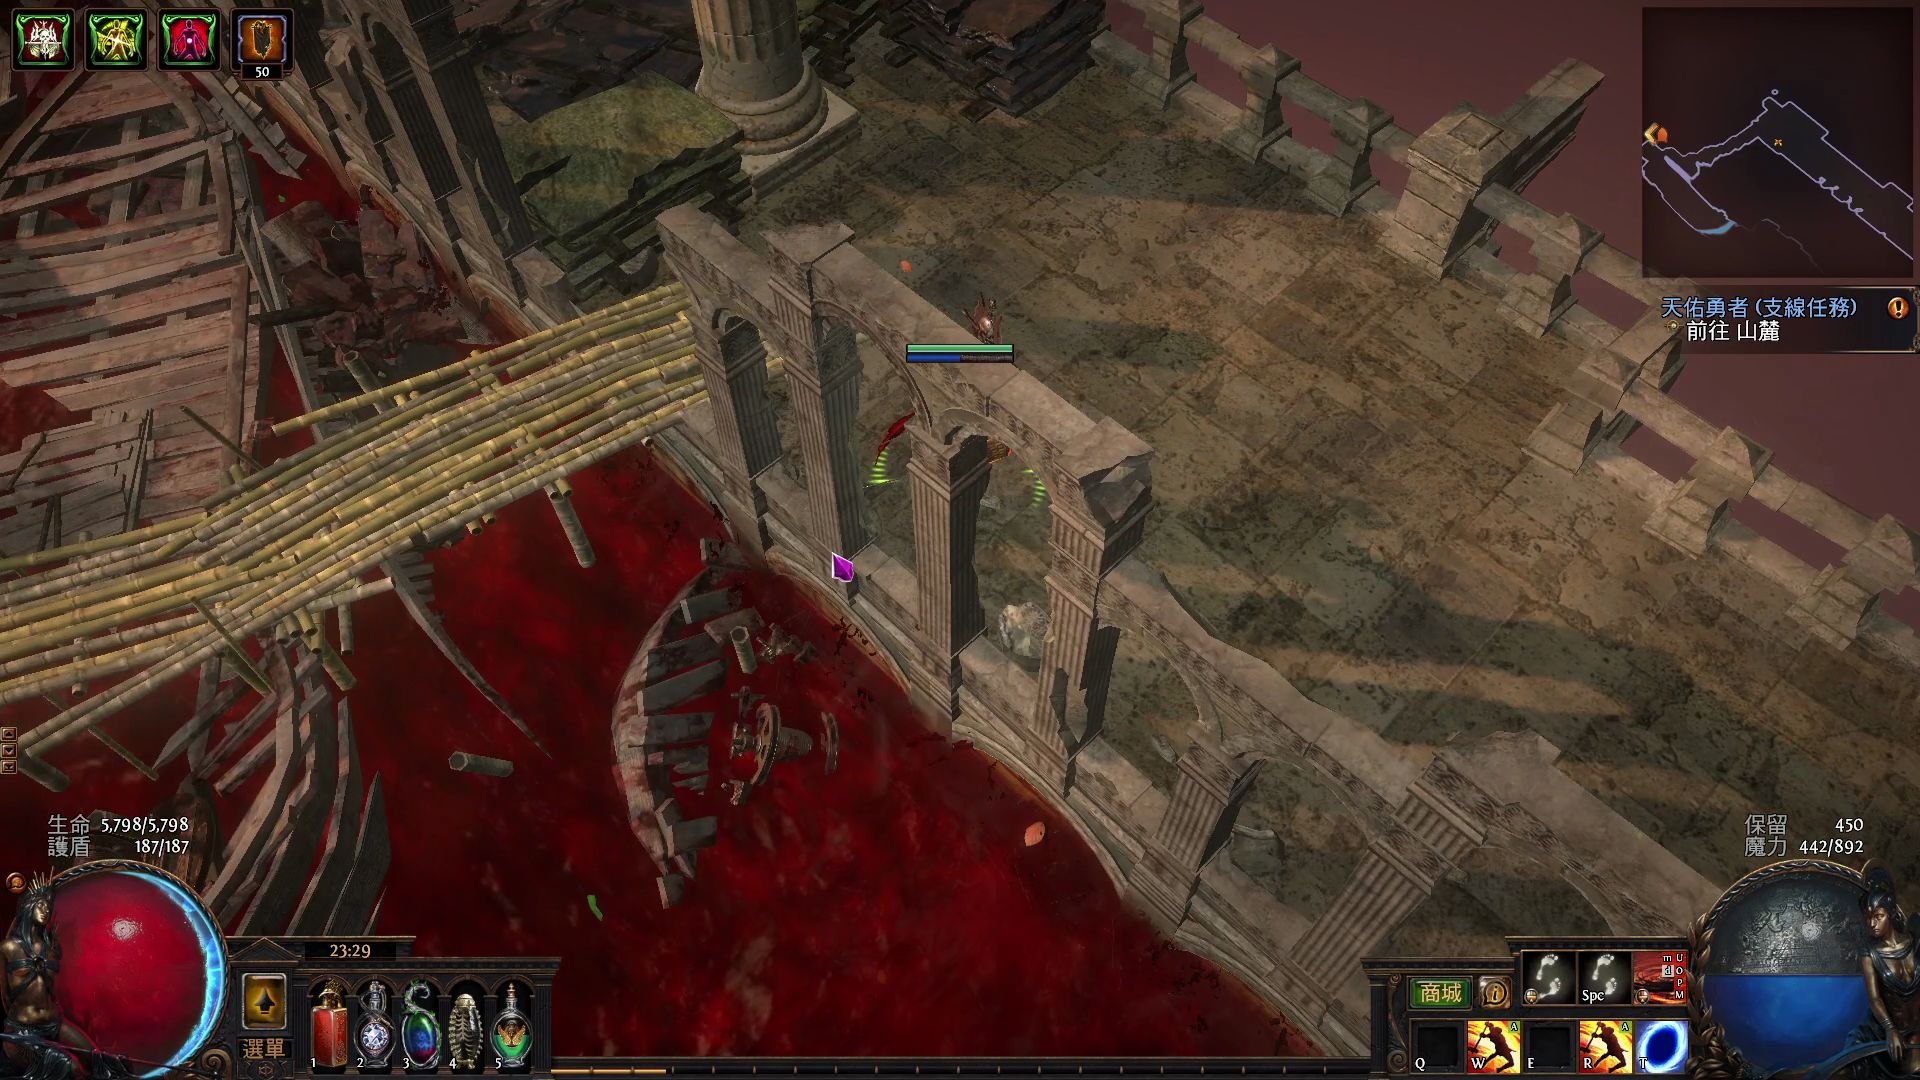 50
天佑勇者 (支線任務)
前往 山麓
生命 5,798/5,798
護盾 187/187
保留 450
魔力 442/892
23:29
選單
1
2
3
4
5
商城
Spc
m U
d O
P
M
Q
W
A
E
R
A
T